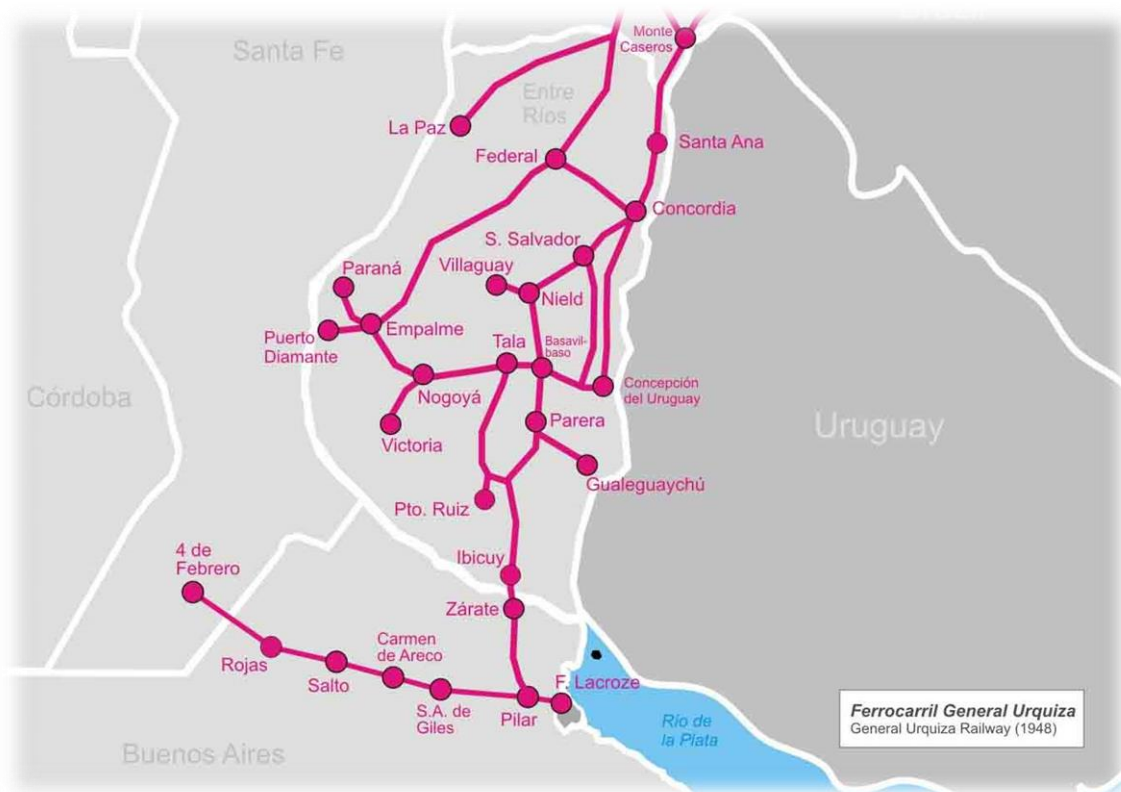 Monte
Caseros
Santa Fe
Entre
Ríos
La Paz
Santa Ana
Federal
Concordia
S. Salvador
Villaguay
Paraná
Nield
Empalme
Puerto
Diamante
Tala
Basavil-
baso
Nogoyá
Concepción
del Uruguay
Córdoba
Parera
Uruguay
Victoria
Gualeguaychú
Pto. Ruiz
4 de
Febrero
Ibicuy
Zárate
Carmen
de Areco
Rojas
Salto
S.A. de
Giles
Pilar
F. Lacroze
Buenos Aires
Río de
la Plata
Ferrocarril General Urquiza
General Urquiza Railway (1948)